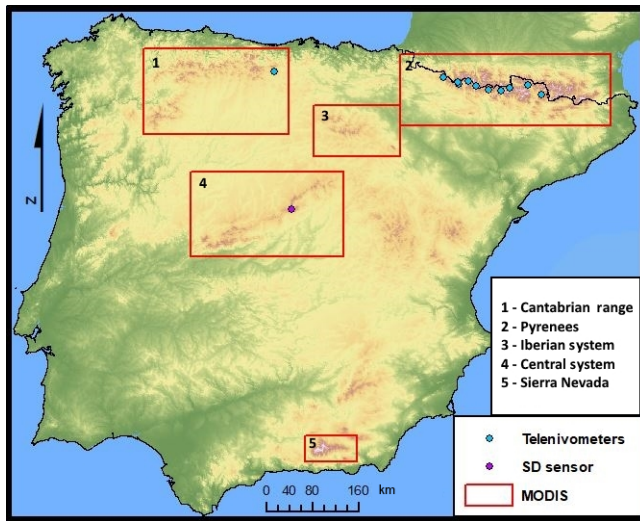 1
2
3
4
5
N
1 - Cantabrian range
2 - Pyrenees
3 - Iberian system
4 - Central system
5 - Sierra Nevada
Telenivometers
SD sensor
MODIS
0 40 80 160 km